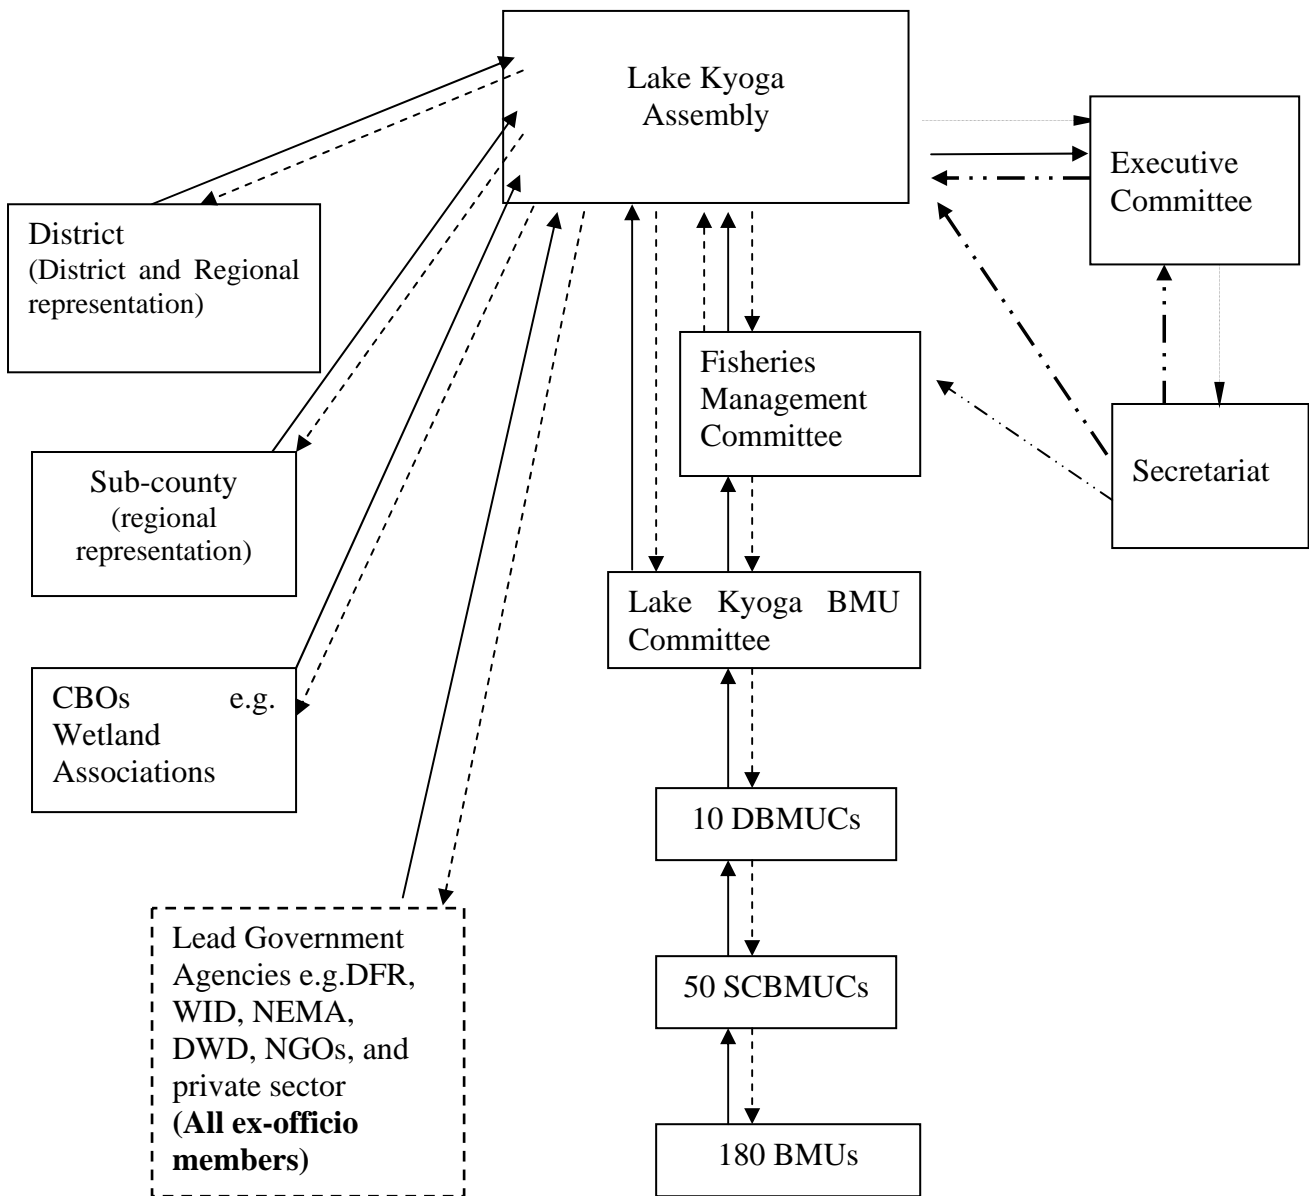 Lake Kyoga
Assembly
Executive
Committee
District
(District and Regional
representation)
Fisheries
Management
Committee
Sub-county
(regional
representation)
Secretariat
Lake Kyoga BMU
Committee
CBOs e.g.
Wetland
Associations
10 DBMUCs
Lead Government
Agencies e.g.DFR,
WID, NEMA,
DWD, NGOs, and
private sector
(All ex-officio
members)
50 SCBMUCs
180 BMUs